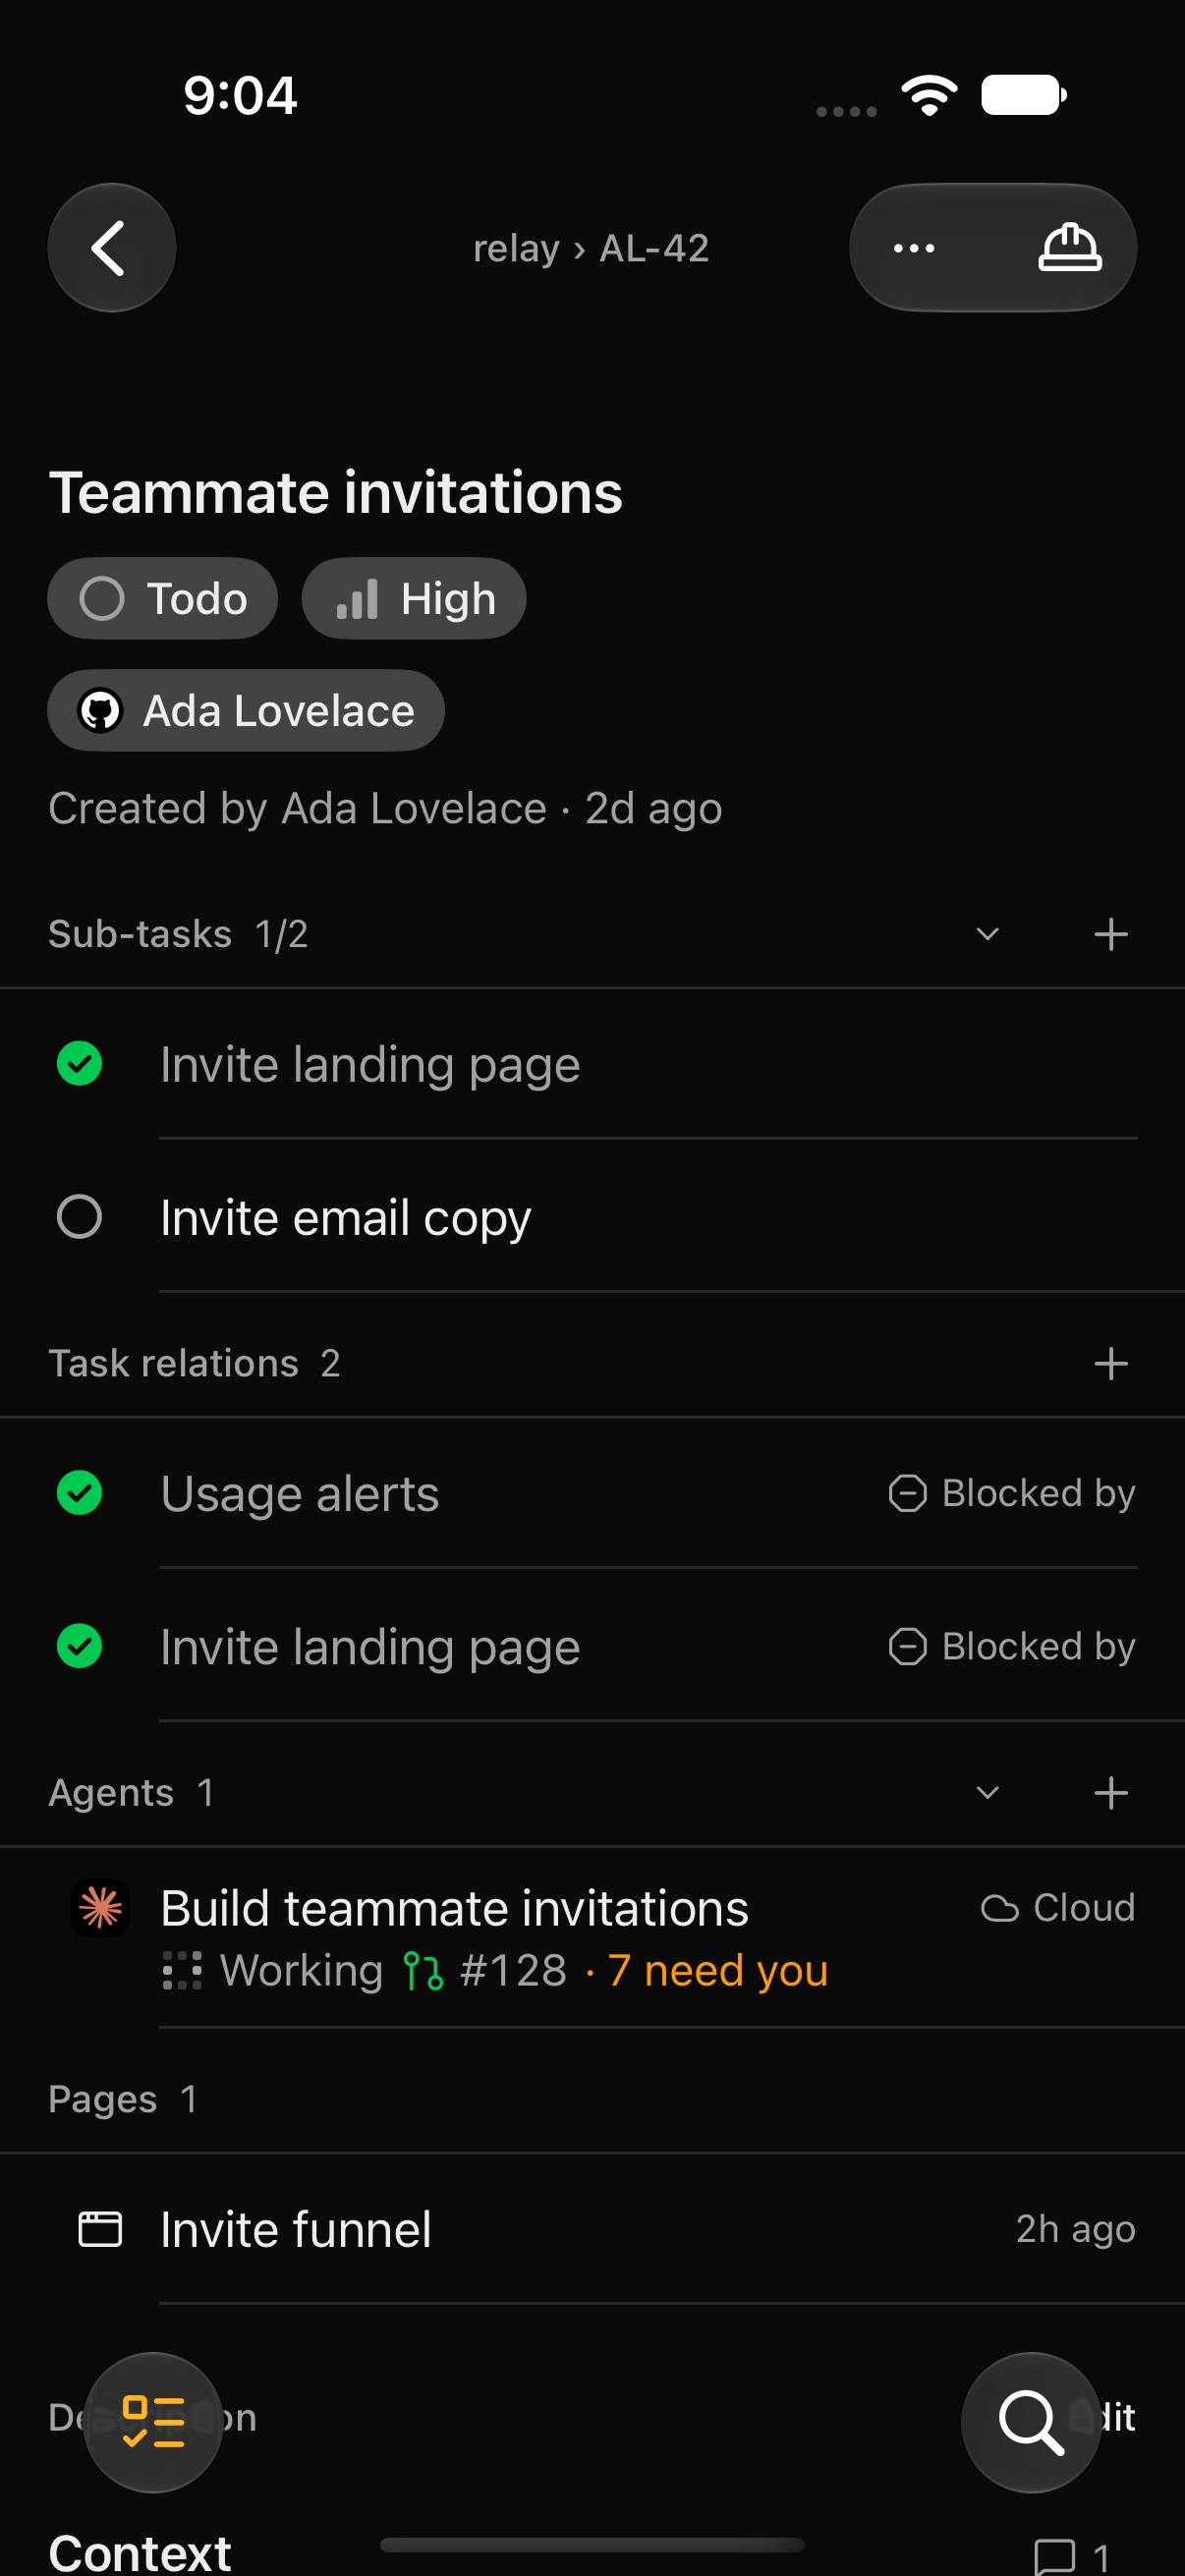 9:04
relay › AL-42
Teammate invitations
Todo
High
Ada Lovelace
Created by Ada Lovelace · 2d ago
Sub-tasks 1/2
Invite landing page
Invite email copy
Task relations 2
Usage alerts
Blocked by
Invite landing page
Blocked by
Agents 1
Build teammate invitations
Cloud
Working #128 · 7 need you
Pages 1
Invite funnel
2h ago
Description
Edit
Context
1